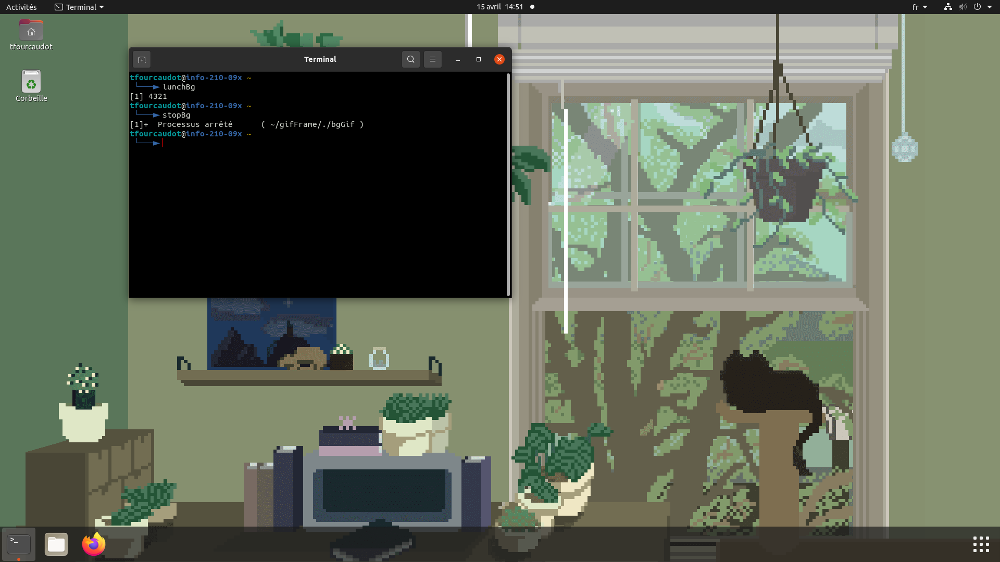 Activités
Terminal
15 avril 14:51
fr
tfourcaudot
Corbeille
Terminal
tfourcaudot@info-210-09x ~
lunchBg
[1] 4321
tfourcaudot@info-210-09x ~
stopBg
[1]+ Processus arrêté ( ~/gifFrame/./bgGif )
tfourcaudot@info-210-09x ~